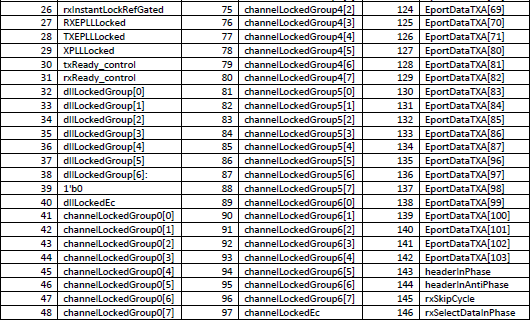 26 rxInstantLockRefGated 75 channelLockedGroup4[2] 124 EportDataTXA[69]
27 RXEPLLLocked 76 channelLockedGroup4[3] 125 EportDataTXA[70]
28 TXEPLLLocked 77 channelLockedGroup4[4] 126 EportDataTXA[71]
29 XPLLLocked 78 channelLockedGroup4[5] 127 EportDataTXA[80]
30 txReady_control 79 channelLockedGroup4[6] 128 EportDataTXA[81]
31 rxReady_control 80 channelLockedGroup4[7] 129 EportDataTXA[82]
32 dllLockedGroup[0] 81 channelLockedGroup5[0] 130 EportDataTXA[83]
33 dllLockedGroup[1] 82 channelLockedGroup5[1] 131 EportDataTXA[84]
34 dllLockedGroup[2] 83 channelLockedGroup5[2] 132 EportDataTXA[85]
35 dllLockedGroup[3] 84 channelLockedGroup5[3] 133 EportDataTXA[86]
36 dllLockedGroup[4] 85 channelLockedGroup5[4] 134 EportDataTXA[87]
37 dllLockedGroup[5] 86 channelLockedGroup5[5] 135 EportDataTXA[96]
38 dllLockedGroup[6]: 87 channelLockedGroup5[6] 136 EportDataTXA[97]
39 1'b0 88 channelLockedGroup5[7] 137 EportDataTXA[98]
40 dllLockedEc 89 channelLockedGroup6[0] 138 EportDataTXA[99]
41 channelLockedGroup0[0] 90 channelLockedGroup6[1] 139 EportDataTXA[100]
42 channelLockedGroup0[1] 91 channelLockedGroup6[2] 140 EportDataTXA[101]
43 channelLockedGroup0[2] 92 channelLockedGroup6[3] 141 EportDataTXA[102]
44 channelLockedGroup0[3] 93 channelLockedGroup6[4] 142 EportDataTXA[103]
45 channelLockedGroup0[4] 94 channelLockedGroup6[5] 143 headerInPhase
46 channelLockedGroup0[5] 95 channelLockedGroup6[6] 144 headerInAntiPhase
47 channelLockedGroup0[6] 96 channelLockedGroup6[7] 145 rxSkipCycle
48 channelLockedGroup0[7] 97 channelLockedEc 146 rxSelectDataInPhase